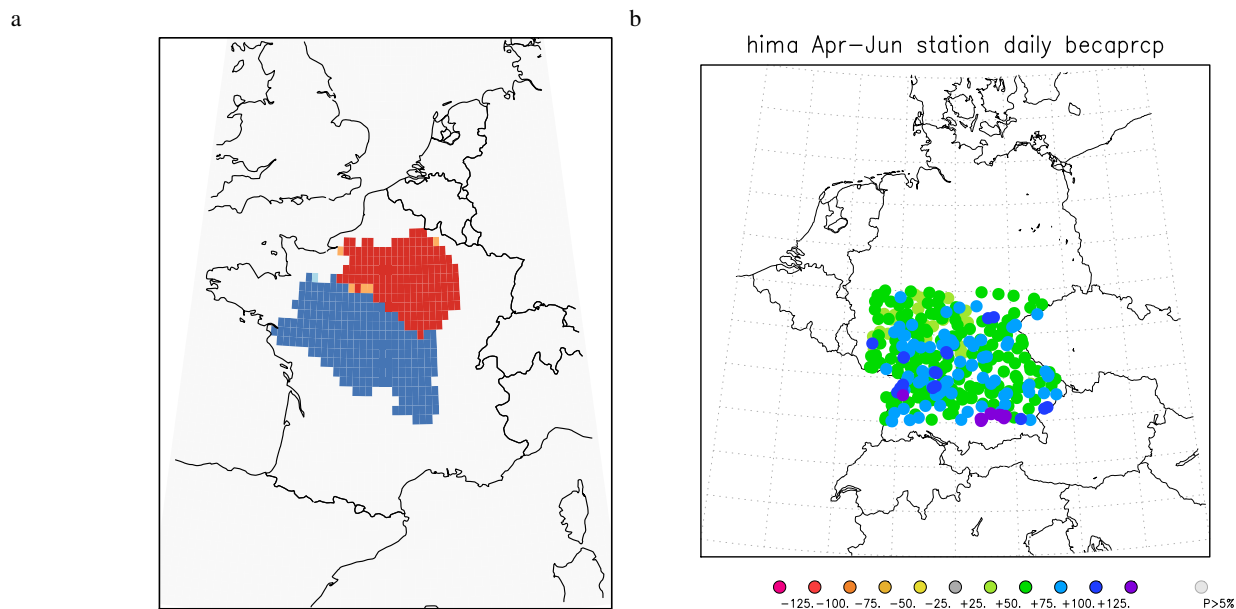 a
b
hima Apr-Jun station daily becaprcp
-125. -100. -75. -50. -25. +25. +50. +75. +100. +125. P>5%